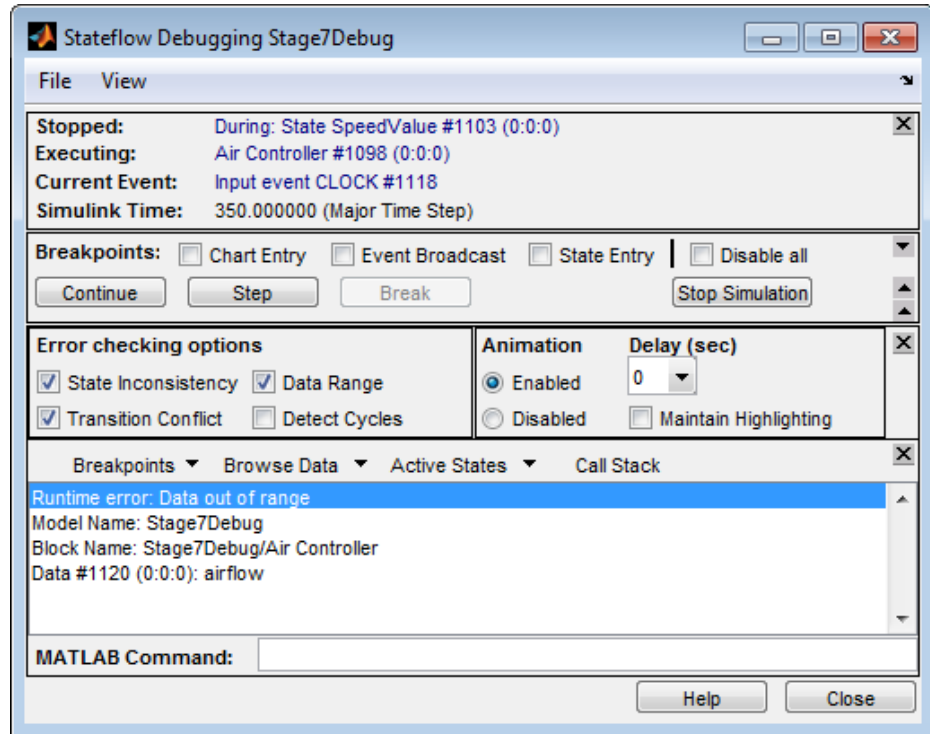 Stateflow Debugging Stage7Debug
File View
Stopped: During: State SpeedValue #1103 (0:0:0)
Executing: Air Controller #1098 (0:0:0)
Current Event: Input event CLOCK #1118
Simulink Time: 350.000000 (Major Time Step)
Breakpoints: Chart Entry Event Broadcast State Entry Disable all
Continue Step Break Stop Simulation
Error checking options
State Inconsistency Data Range
Transition Conflict Detect Cycles
Animation Delay (sec)
Enabled 0
Disabled Maintain Highlighting
Breakpoints Browse Data Active States Call Stack
Runtime error: Data out of range
Model Name: Stage7Debug
Block Name: Stage7Debug/Air Controller
Data #1120 (0:0:0): airflow
MATLAB Command:
Help Close